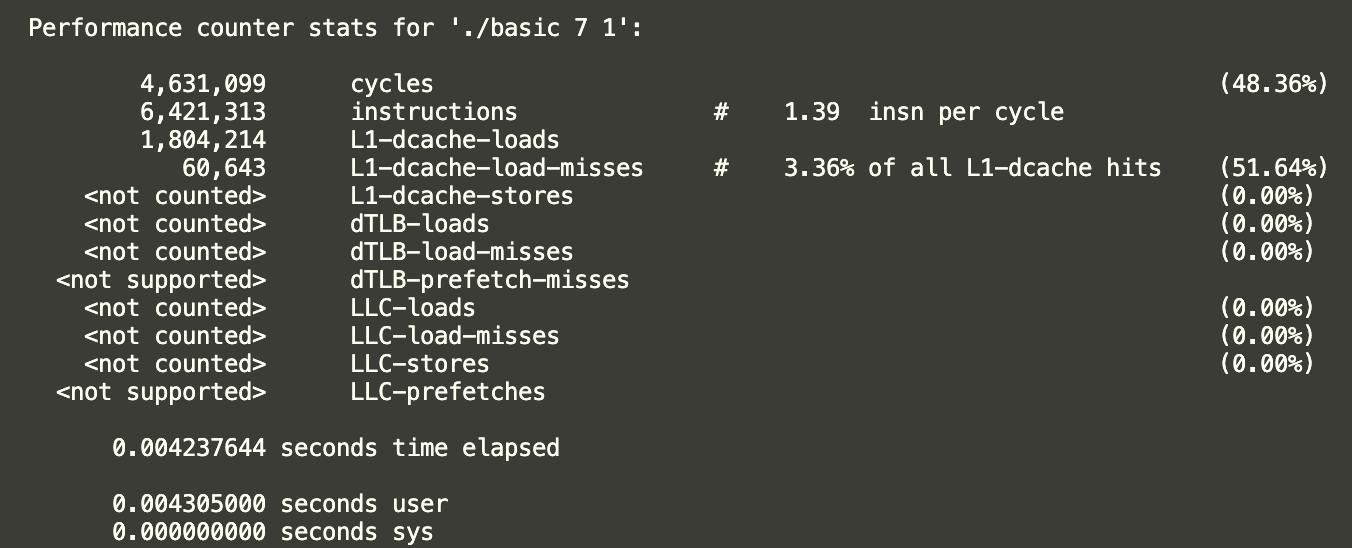 Performance counter stats for './basic 7 1':
4,631,099 cycles (48.36%)
6,421,313 instructions # 1.39 insn per cycle
1,804,214 L1-dcache-loads
60,643 L1-dcache-load-misses # 3.36% of all L1-dcache hits (51.64%)
<not counted> L1-dcache-stores (0.00%)
<not counted> dTLB-loads (0.00%)
<not counted> dTLB-load-misses (0.00%)
<not supported> dTLB-prefetch-misses
<not counted> LLC-loads (0.00%)
<not counted> LLC-load-misses (0.00%)
<not counted> LLC-stores (0.00%)
<not supported> LLC-prefetches
0.004237644 seconds time elapsed
0.004305000 seconds user
0.000000000 seconds sys